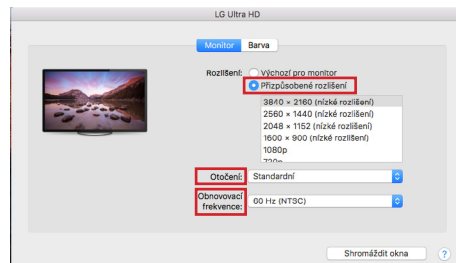 LG Ultra HD
Monitor Barva
Rozlišení: Výchozí pro monitor
Přizpůsobené rozlišení
3840 × 2160 (nízké rozlišení)
2560 × 1440 (nízké rozlišení)
2048 × 1152 (nízké rozlišení)
1600 × 900 (nízké rozlišení)
1080p
720p
Otočení: Standardní
Obnovovací
frekvence: 60 Hz (NTSC)
Shromáždit okna ?